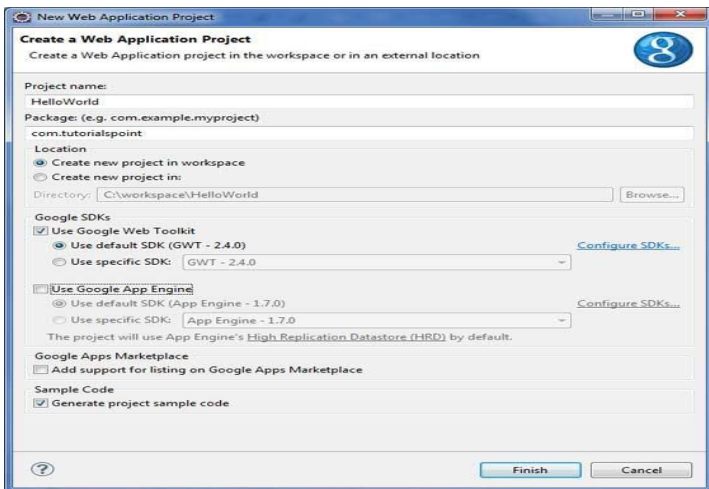 New Web Application Project
Create a Web Application Project
Create a Web Application project in the workspace or in an external location
g
Project name:
HelloWorld
Package: (e.g. com.example.myproject)
com.tutorialspoint
Location
Create new project in workspace
Create new project in:
Directory: C:\workspace\HelloWorld Browse...
Google SDKs
Use Google Web Toolkit
Use default SDK (GWT - 2.4.0) Configure SDKs...
Use specific SDK: GWT - 2.4.0
Use Google App Engine
Use default SDK (App Engine - 1.7.0) Configure SDKs...
Use specific SDK: App Engine - 1.7.0
The project will use App Engine's High Replication Datastore (HRD) by default.
Google Apps Marketplace
Add support for listing on Google Apps Marketplace
Sample Code
Generate project sample code
? Finish Cancel